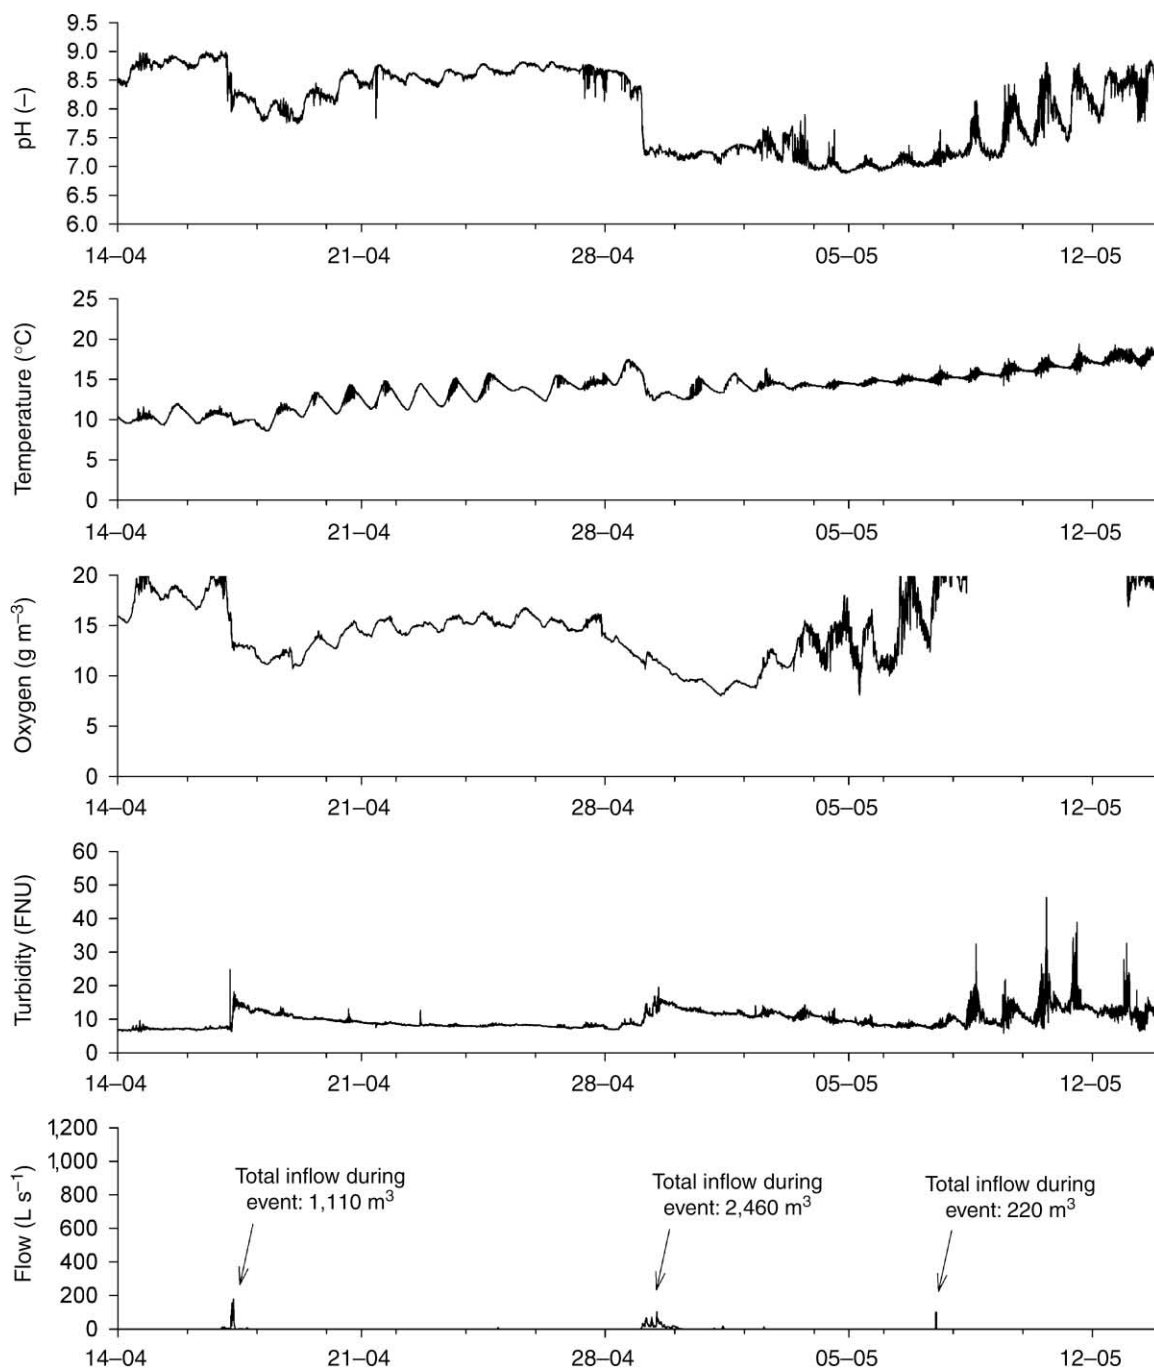 9.5
9.0
8.5
8.0
7.5
7.0
6.5
6.0
pH (–)
14–04 21–04 28–04 05–05 12–05
25
20
15
10
5
0
Temperature (°C)
14–04 21–04 28–04 05–05 12–05
20
15
10
5
0
Oxygen (g m⁻³)
14–04 21–04 28–04 05–05 12–05
60
50
40
30
20
10
0
Turbidity (FNU)
14–04 21–04 28–04 05–05 12–05
1,200
1,000
800
600
400
200
0
Flow (L s⁻¹)
Total inflow during
event: 1,110 m³
Total inflow during
event: 2,460 m³
Total inflow during
event: 220 m³
14–04 21–04 28–04 05–05 12–05